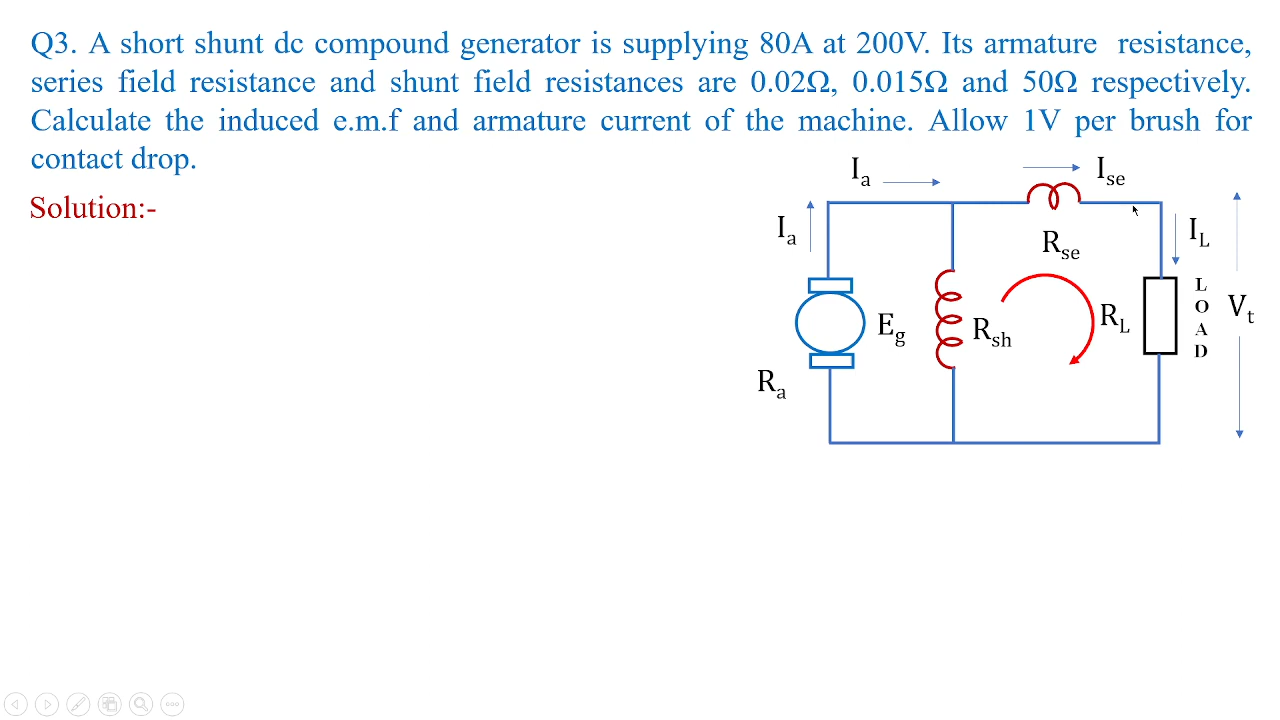 Q3. A short shunt dc compound generator is supplying 80A at 200V. Its armature resistance,
series field resistance and shunt field resistances are 0.02Ω, 0.015Ω and 50Ω respectively.
Calculate the induced e.m.f and armature current of the machine. Allow 1V per brush for
contact drop.
Solution:-
Ia
Ise
Ia
IL
Rse
L
O
A
D
Vt
Eg
Rsh
RL
Ra